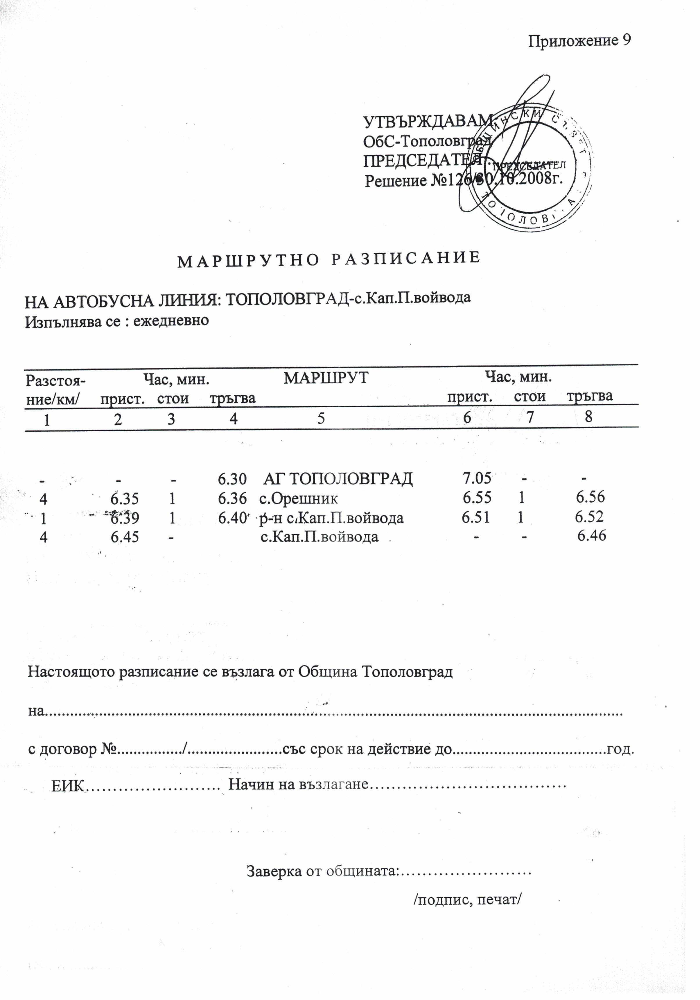 Приложение 9
УТВЪРЖДАВАМ:
ОбС-Тополовград
ПРЕДСЕДАТЕЛ
Решение №126/30.10.2008г.
ОБЩИНСКИ СЪВЕТ
ПРЕДСЕДАТЕЛ
МАРШРУТНО РАЗПИСАНИЕ
НА АВТОБУСНА ЛИНИЯ: ТОПОЛОВГРАД-с.Кап.П.войвода
Изпълнява се : ежедневно
Разстоя- Час, мин. МАРШРУТ Час, мин.
ние/км/ прист. стои тръгва прист. стои тръгва
1 2 3 4 5 6 7 8
- - - 6.30 АГ ТОПОЛОВГРАД 7.05 - -
4 6.35 1 6.36 с.Орешник 6.55 1 6.56
1 6.39 1 6.40 р-н с.Кап.П.войвода 6.51 1 6.52
4 6.45 - с.Кап.П.войвода - - 6.46
Настоящото разписание се възлага от Община Тополовград
на..........................................................................................
с договор №................/.......................със срок на действие до......................................год.
ЕИК......................... Начин на възлагане....................................
Заверка от общината:........................
/подпис, печат/